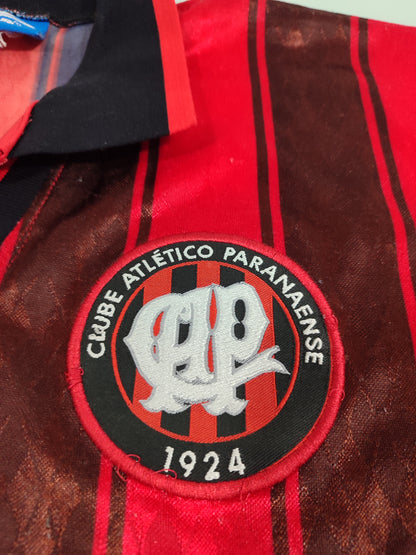 CLUBE ATLÉTICO PARANAENSE
CAP
1924